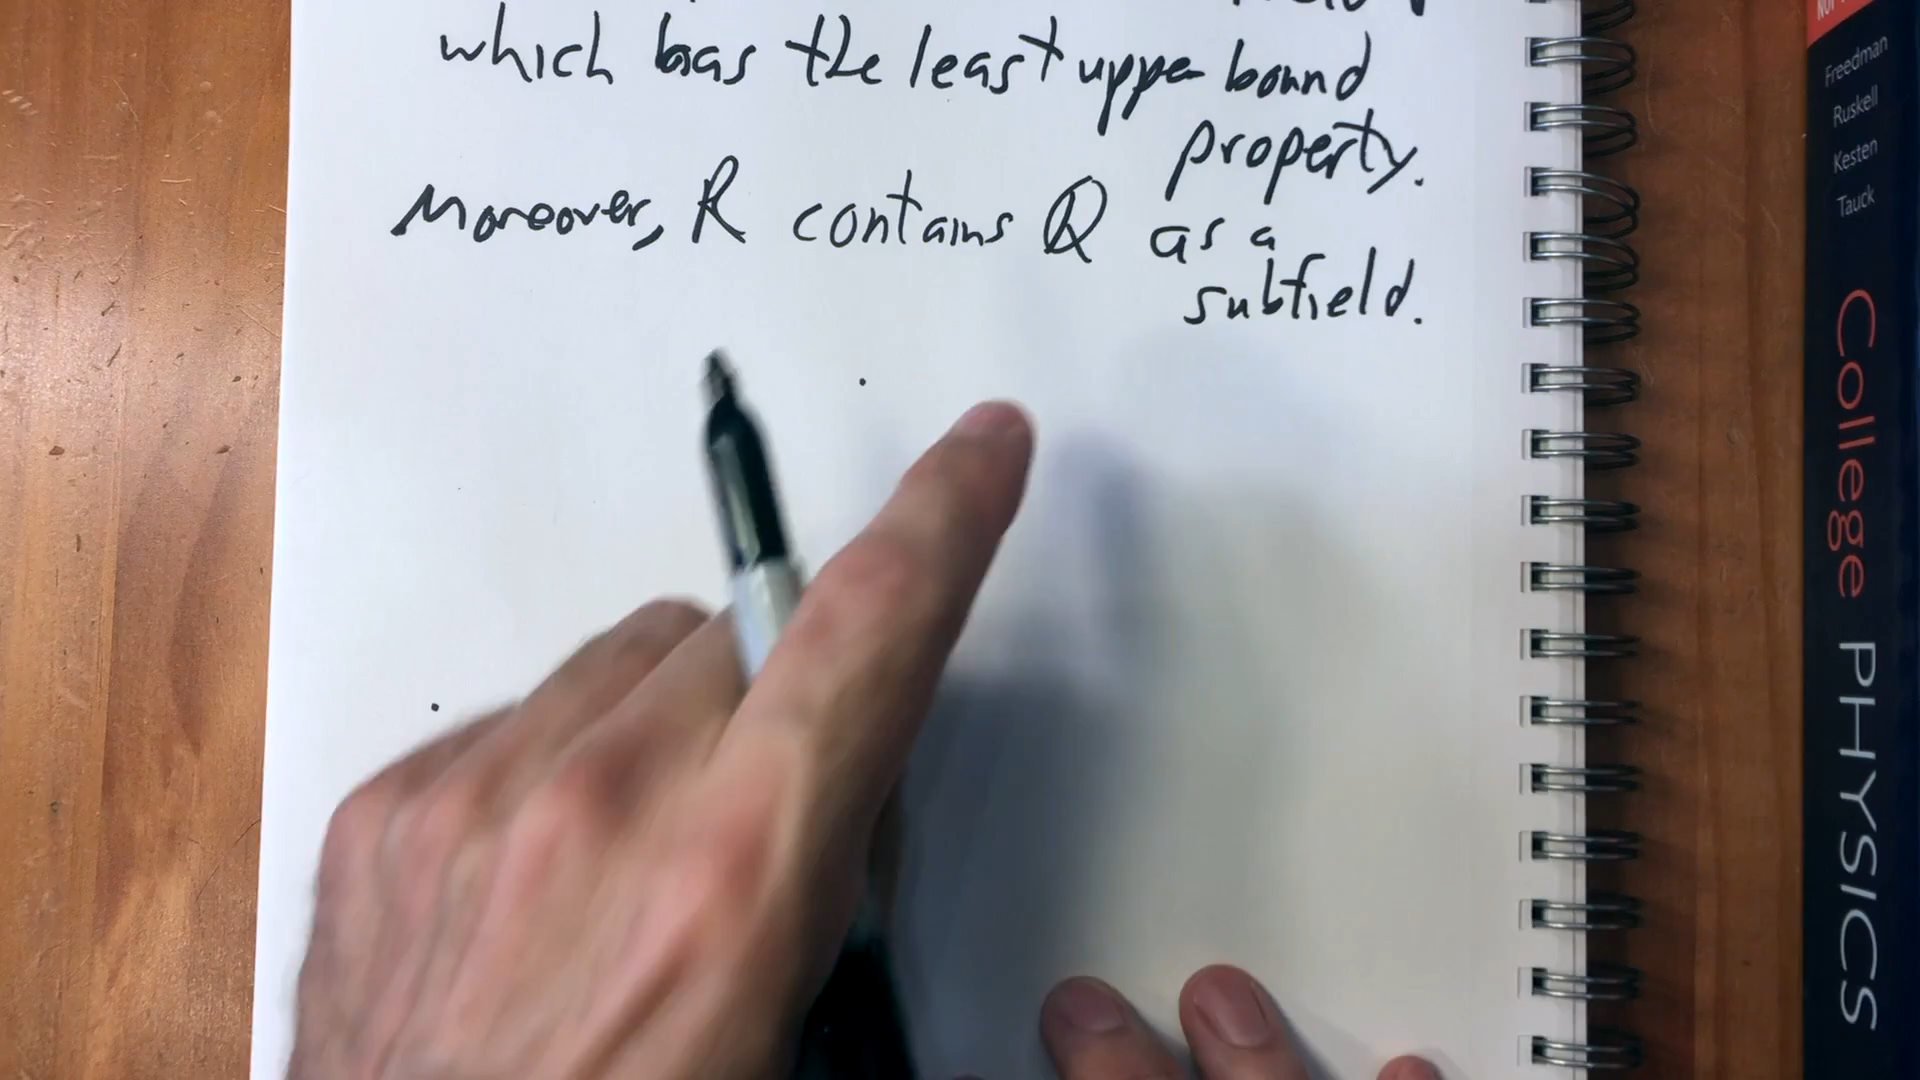 which has the least upper bound
property.
Moreover, R contains Q as a
subfield.
Freedman
Ruskell
Kesten
Tauck
College PHYSICS